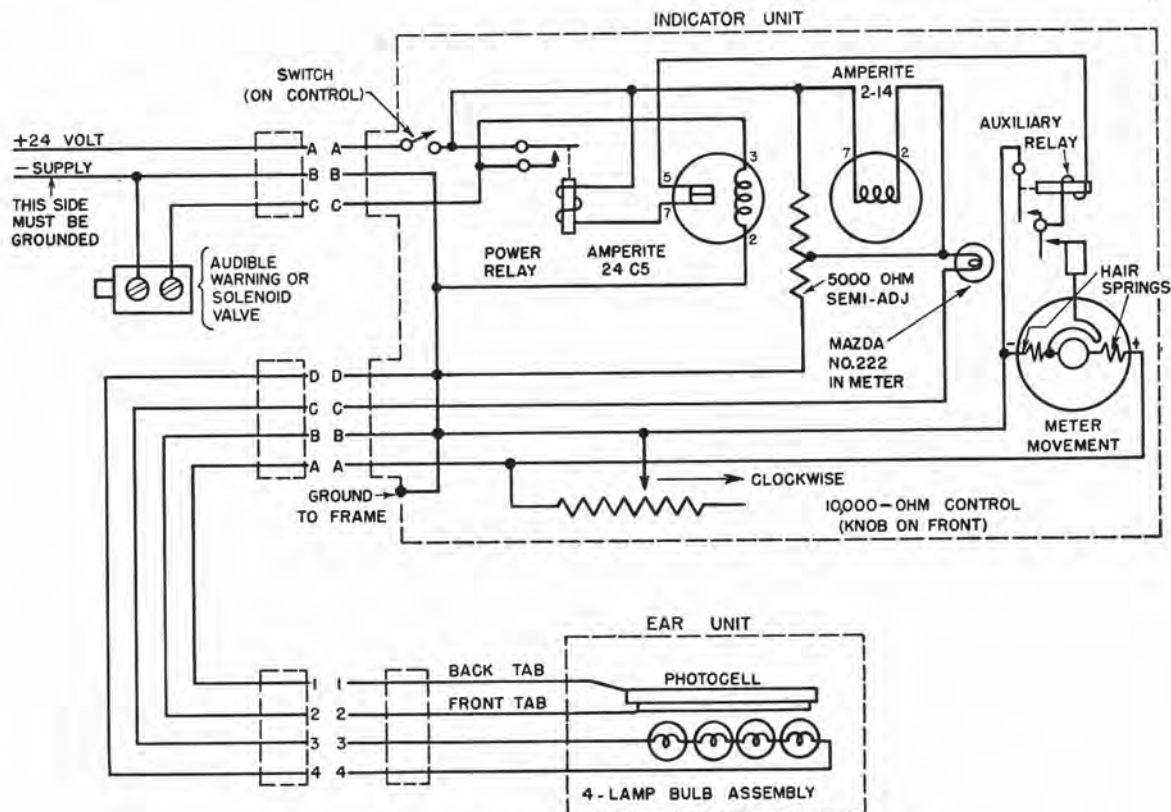 INDICATOR UNIT
SWITCH
(ON CONTROL)
AMPERITE
2-14
AUXILIARY
RELAY
+24 VOLT
- SUPPLY
THIS SIDE
MUST BE
GROUNDED
A A
B B
C C
3
5
7
2
7
2
POWER
RELAY
AMPERITE
24 C5
AUDIBLE
WARNING OR
SOLENOID
VALVE
5000 OHM
SEMI-ADJ
HAIR
SPRINGS
MAZDA
NO.222
IN METER
- +
METER
MOVEMENT
D D
C C
B B
A A
GROUND
TO FRAME
CLOCKWISE
10,000-OHM CONTROL
(KNOB ON FRONT)
EAR UNIT
1 1
BACK TAB
PHOTOCELL
2 2
FRONT TAB
3 3
4 4
4-LAMP BULB ASSEMBLY